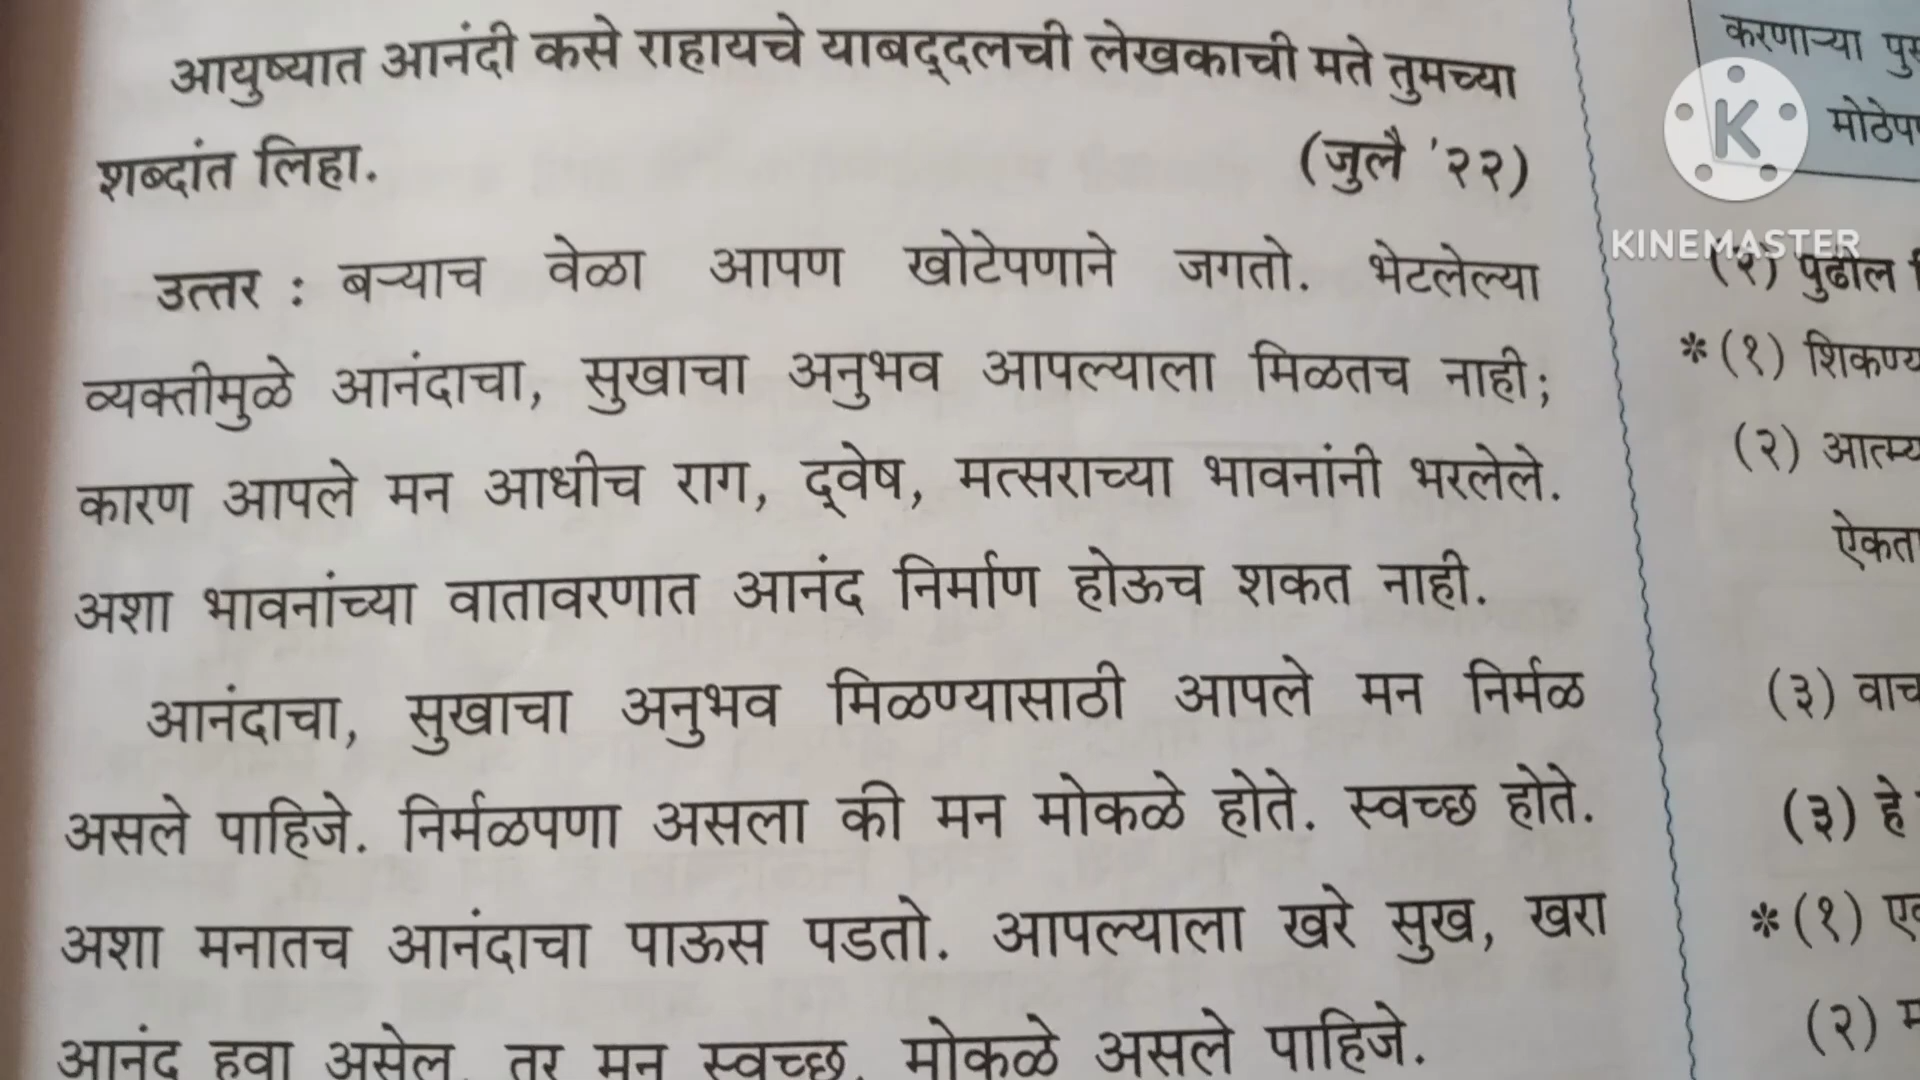 आयुष्यात आनंदी कसे राहायचे याबद्‌दलची लेखकाची मते तुमच्या
शब्दांत लिहा. (जुलै '२२)
उत्तर : बऱ्याच वेळा आपण खोटेपणाने जगतो. भेटलेल्या
व्यक्तीमुळे आनंदाचा, सुखाचा अनुभव आपल्याला मिळतच नाही;
कारण आपले मन आधीच राग, द्‌वेष, मत्सराच्या भावनांनी भरलेले.
अशा भावनांच्या वातावरणात आनंद निर्माण होऊच शकत नाही.
आनंदाचा, सुखाचा अनुभव मिळण्यासाठी आपले मन निर्मळ
असले पाहिजे. निर्मळपणा असला की मन मोकळे होते. स्वच्छ होते.
अशा मनातच आनंदाचा पाऊस पडतो. आपल्याला खरे सुख, खरा
आनंद हवा असेल, तर मन स्वच्छ, मोकळे असले पाहिजे.
करणाऱ्या
K
KINEMASTER
पुढील
* (१)
(२)
(३)
(३) हे
* (१)
(२)